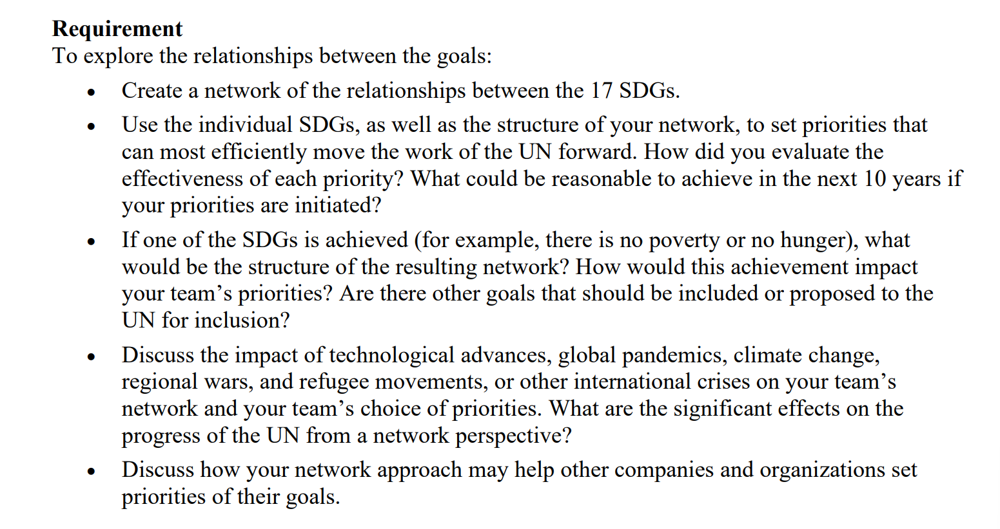 Requirement
To explore the relationships between the goals:
• Create a network of the relationships between the 17 SDGs.
• Use the individual SDGs, as well as the structure of your network, to set priorities that
can most efficiently move the work of the UN forward. How did you evaluate the
effectiveness of each priority? What could be reasonable to achieve in the next 10 years if
your priorities are initiated?
• If one of the SDGs is achieved (for example, there is no poverty or no hunger), what
would be the structure of the resulting network? How would this achievement impact
your team’s priorities? Are there other goals that should be included or proposed to the
UN for inclusion?
• Discuss the impact of technological advances, global pandemics, climate change,
regional wars, and refugee movements, or other international crises on your team’s
network and your team’s choice of priorities. What are the significant effects on the
progress of the UN from a network perspective?
• Discuss how your network approach may help other companies and organizations set
priorities of their goals.